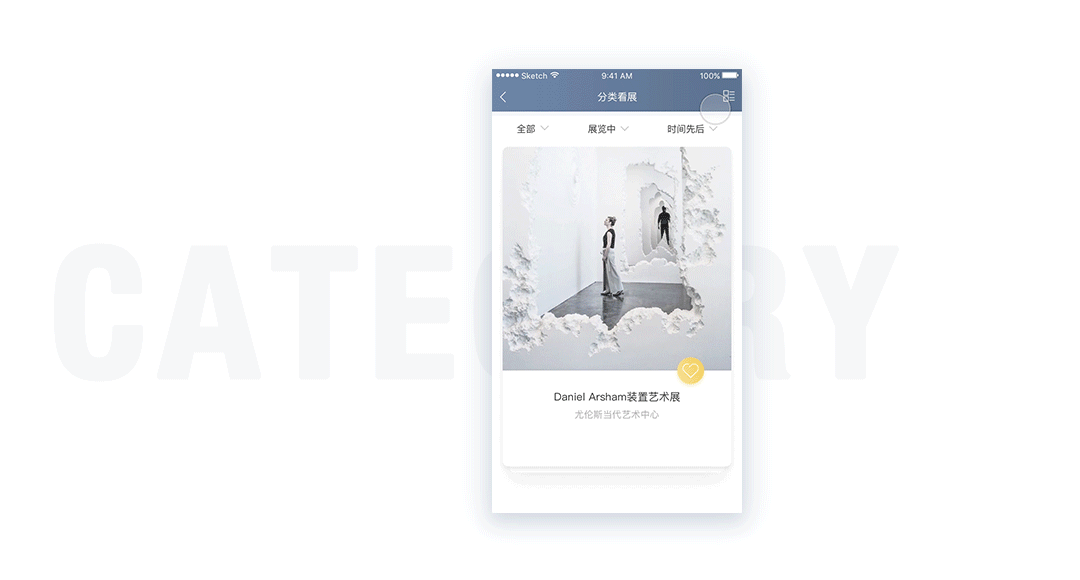 CATEGORY
Sketch 9:41 AM 100%
分类看展
全部 展览中 时间先后
Daniel Arsham装置艺术展
尤伦斯当代艺术中心